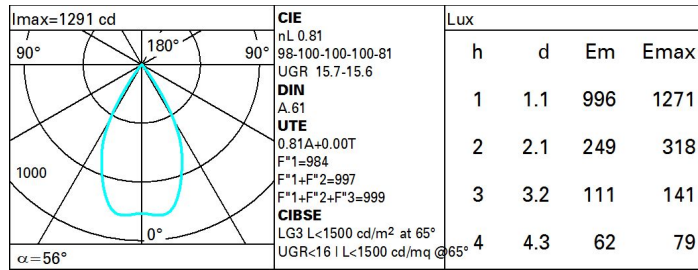 Imax=1291 cd
90°
180°
90°
1000
0°
α=56°
CIE
nL 0.81
98-100-100-100-81
UGR 15.7-15.6
DIN
A.61
UTE
0.81A+0.00T
F"1=984
F"1+F"2=997
F"1+F"2+F"3=999
CIBSE
LG3 L<1500 cd/m² at 65°
UGR<16 | L<1500 cd/mq @65°
Lux
h d Em Emax
1 1.1 996 1271
2 2.1 249 318
3 3.2 111 141
4 4.3 62 79